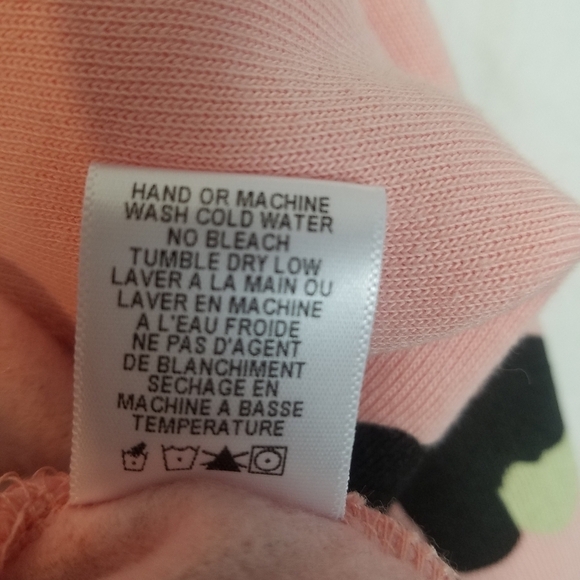 HAND OR MACHINE
WASH COLD WATER
NO BLEACH
TUMBLE DRY LOW
LAVER A LA MAIN OU
LAVER EN MACHINE
A L'EAU FROIDE
NE PAS D'AGENT
DE BLANCHIMENT
SECHAGE EN
MACHINE A BASSE
TEMPERATURE